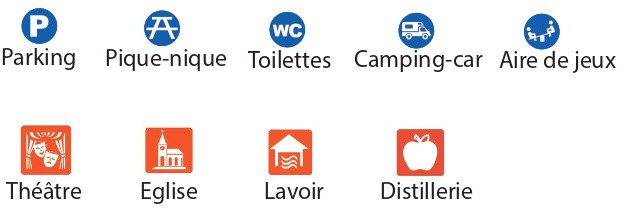 P
WC
Parking Pique-nique Toilettes Camping-car Aire de jeux
Théâtre Eglise Lavoir Distillerie